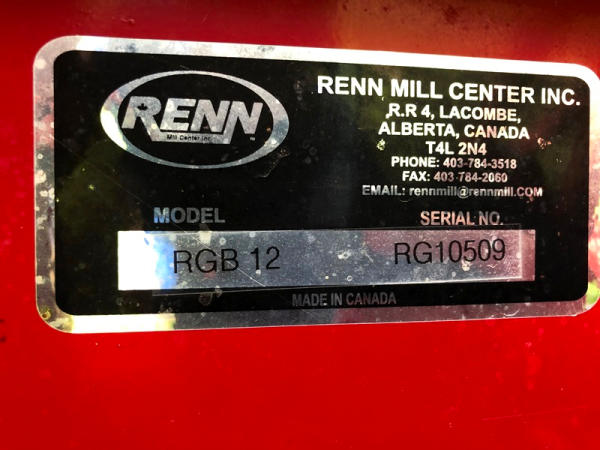 RENN
Mill Center Inc.
RENN MILL CENTER INC.
R.R 4, LACOMBE,
ALBERTA, CANADA
T4L 2N4
PHONE: 403-784-3518
FAX: 403-784-2060
EMAIL: rennmill@rennmill.COM
MODEL
SERIAL NO.
RGB 12
RG10509
MADE IN CANADA